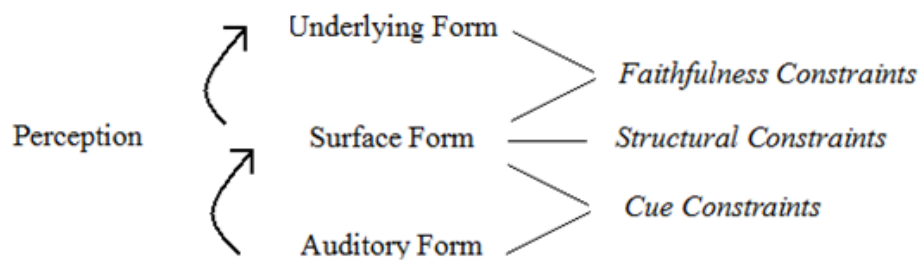 Underlying Form
Faithfulness Constraints
Perception
Surface Form
Structural Constraints
Cue Constraints
Auditory Form